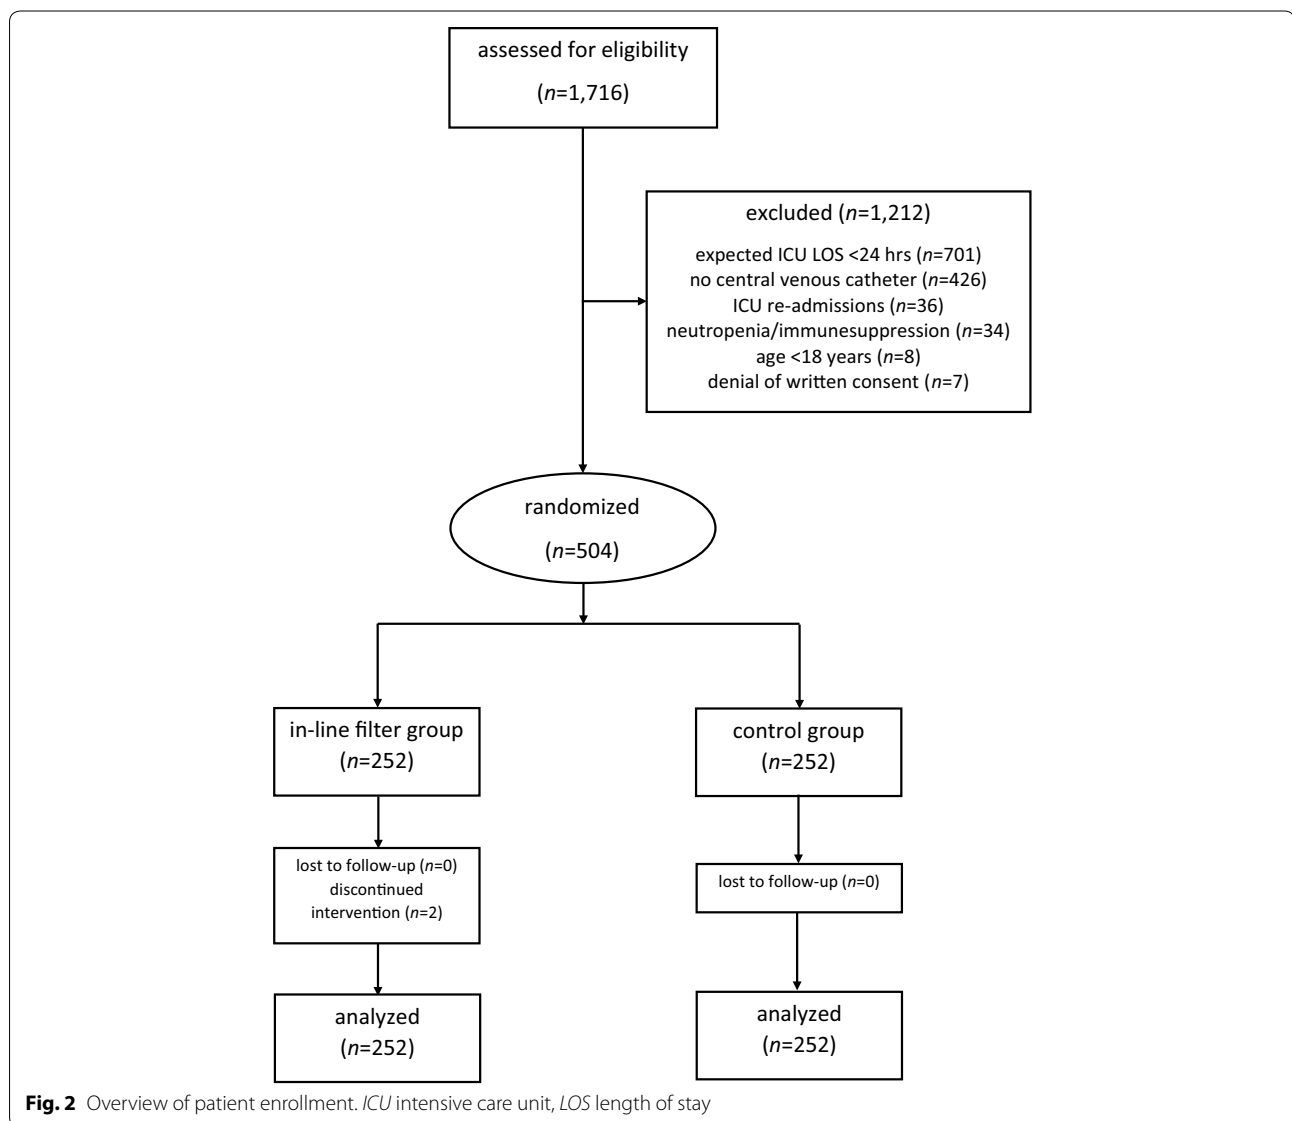 assessed for eligibility
(n=1,716)
excluded (n=1,212)
expected ICU LOS <24 hrs (n=701)
no central venous catheter (n=426)
ICU re-admissions (n=36)
neutropenia/immunesuppression (n=34)
age <18 years (n=8)
denial of written consent (n=7)
randomized
(n=504)
in-line filter group
(n=252)
control group
(n=252)
lost to follow-up (n=0)
discontinued
intervention (n=2)
lost to follow-up (n=0)
analyzed
(n=252)
analyzed
(n=252)
Fig. 2 Overview of patient enrollment. ICU intensive care unit, LOS length of stay